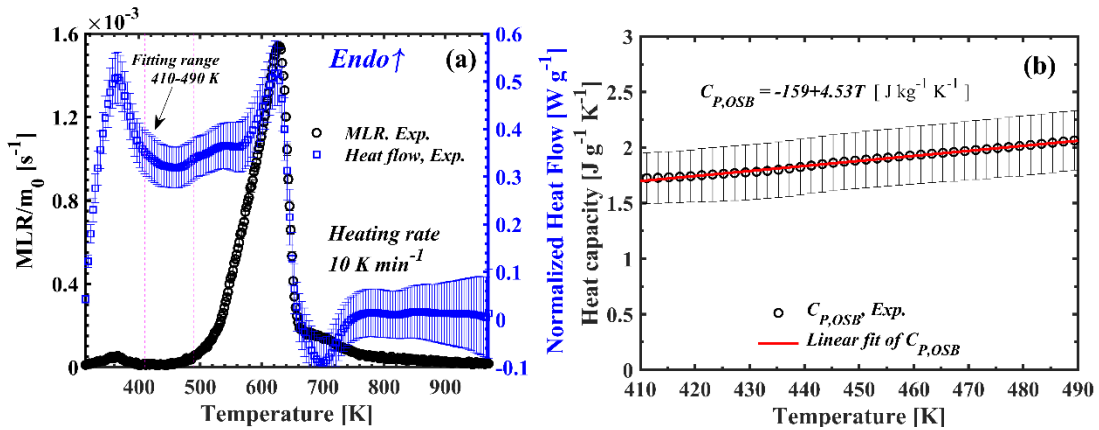 ×10⁻³
1.6
1.2
0.8
0.4
0
MLR/m₀ [s⁻¹]
Fitting range
410-490 K
Endo↑
(a)
MLR, Exp.
Heat flow, Exp.
Heating rate
10 K min⁻¹
400
500
600
700
800
900
Temperature [K]
0.6
0.5
0.4
0.3
0.2
0.1
0
-0.1
Normalized Heat Flow [W g⁻¹]
3
2.5
2
1.5
1
0.5
0
Heat capacity [J g⁻¹ K⁻¹]
(b)
C_P,OSB = -159+4.53T [ J kg⁻¹ K⁻¹ ]
C_P,OSB, Exp.
Linear fit of C_P,OSB
410
420
430
440
450
460
470
480
490
Temperature [K]